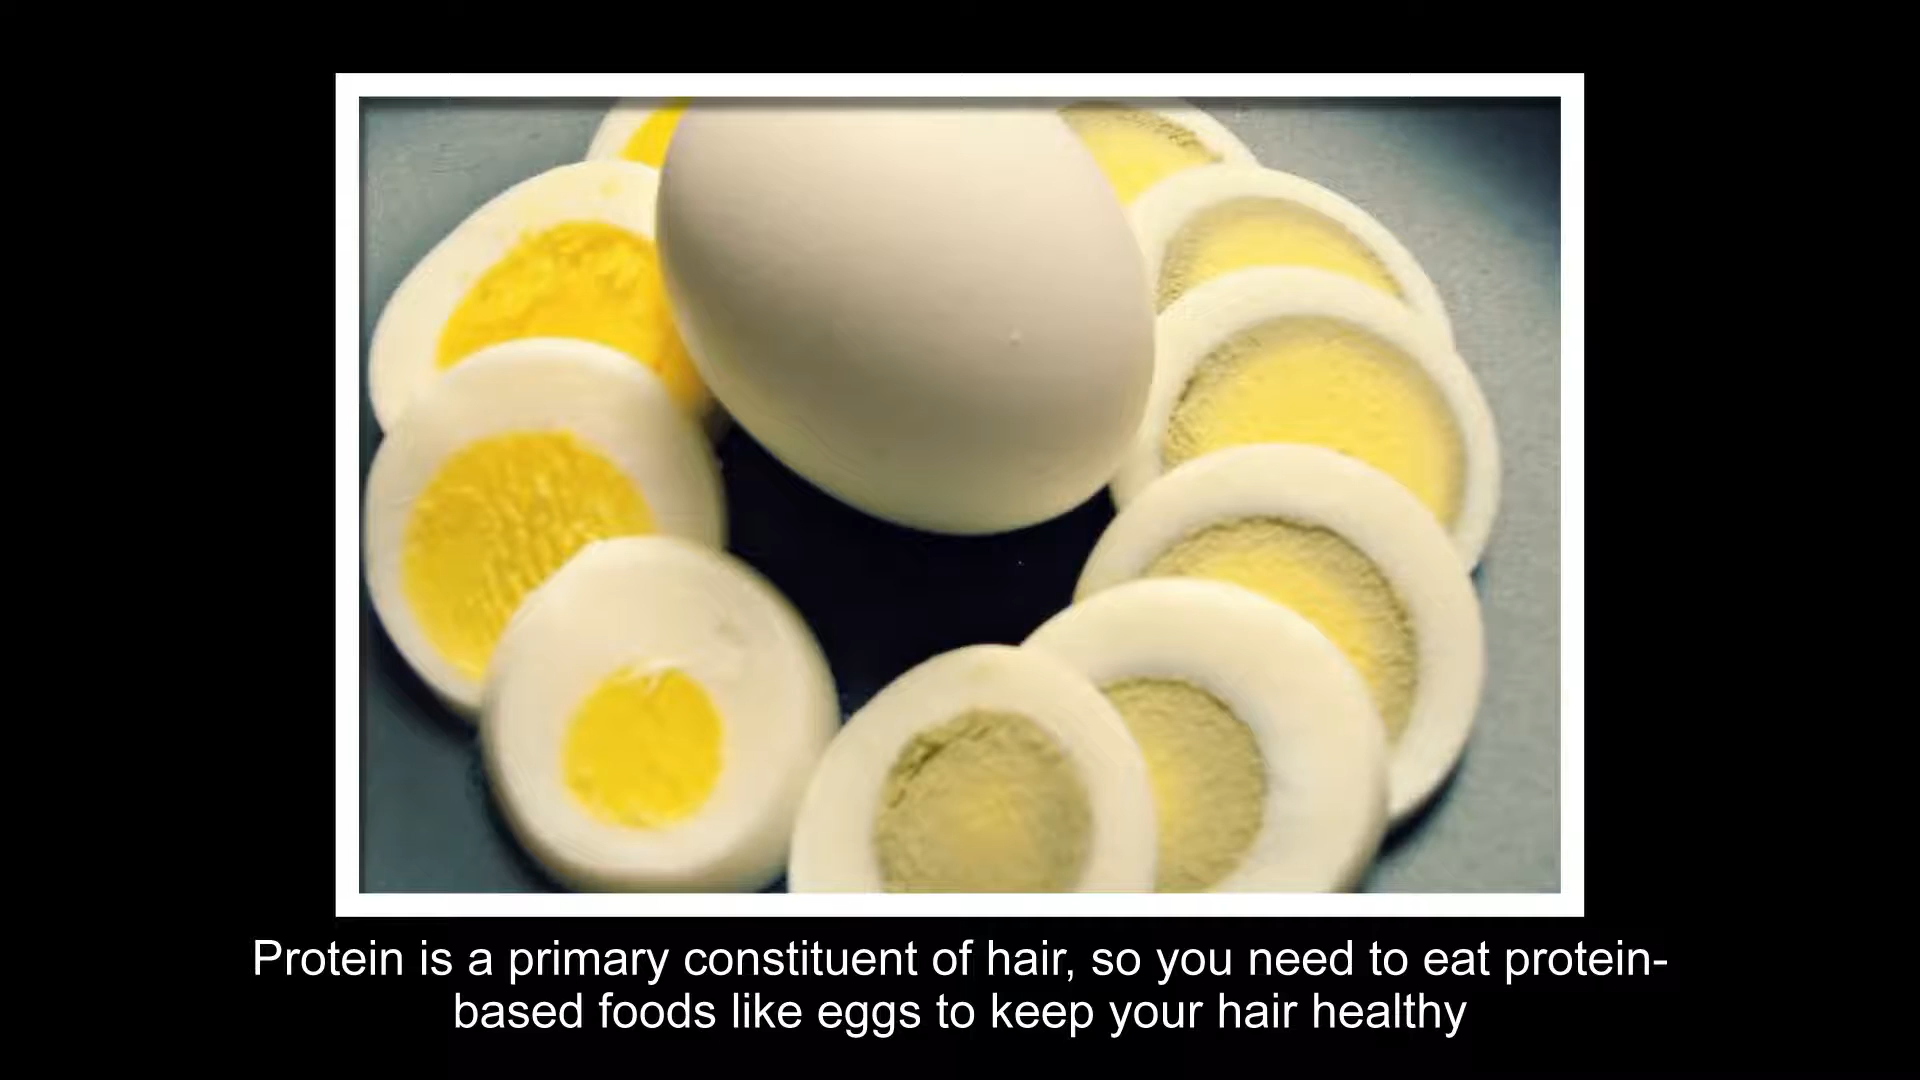 Protein is a primary constituent of hair, so you need to eat protein-
based foods like eggs to keep your hair healthy